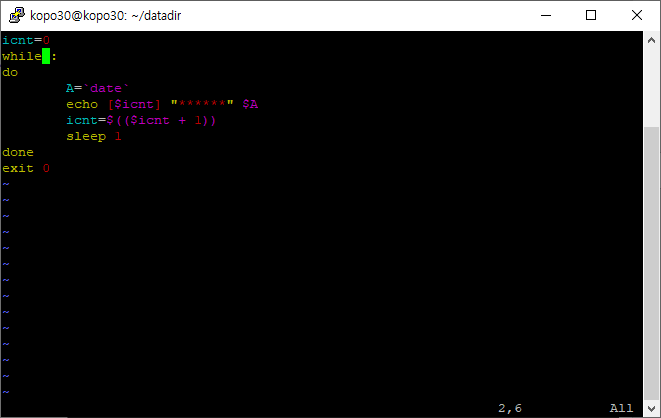 kopo30@kopo30: ~/datadir
icnt=0
while :
do
        A=`date`
        echo [$icnt] "******" $A
        icnt=$(($icnt + 1))
        sleep 1
done
exit 0
~
~
~
~
~
~
~
~
~
~
~
~
~
~
2,6 All